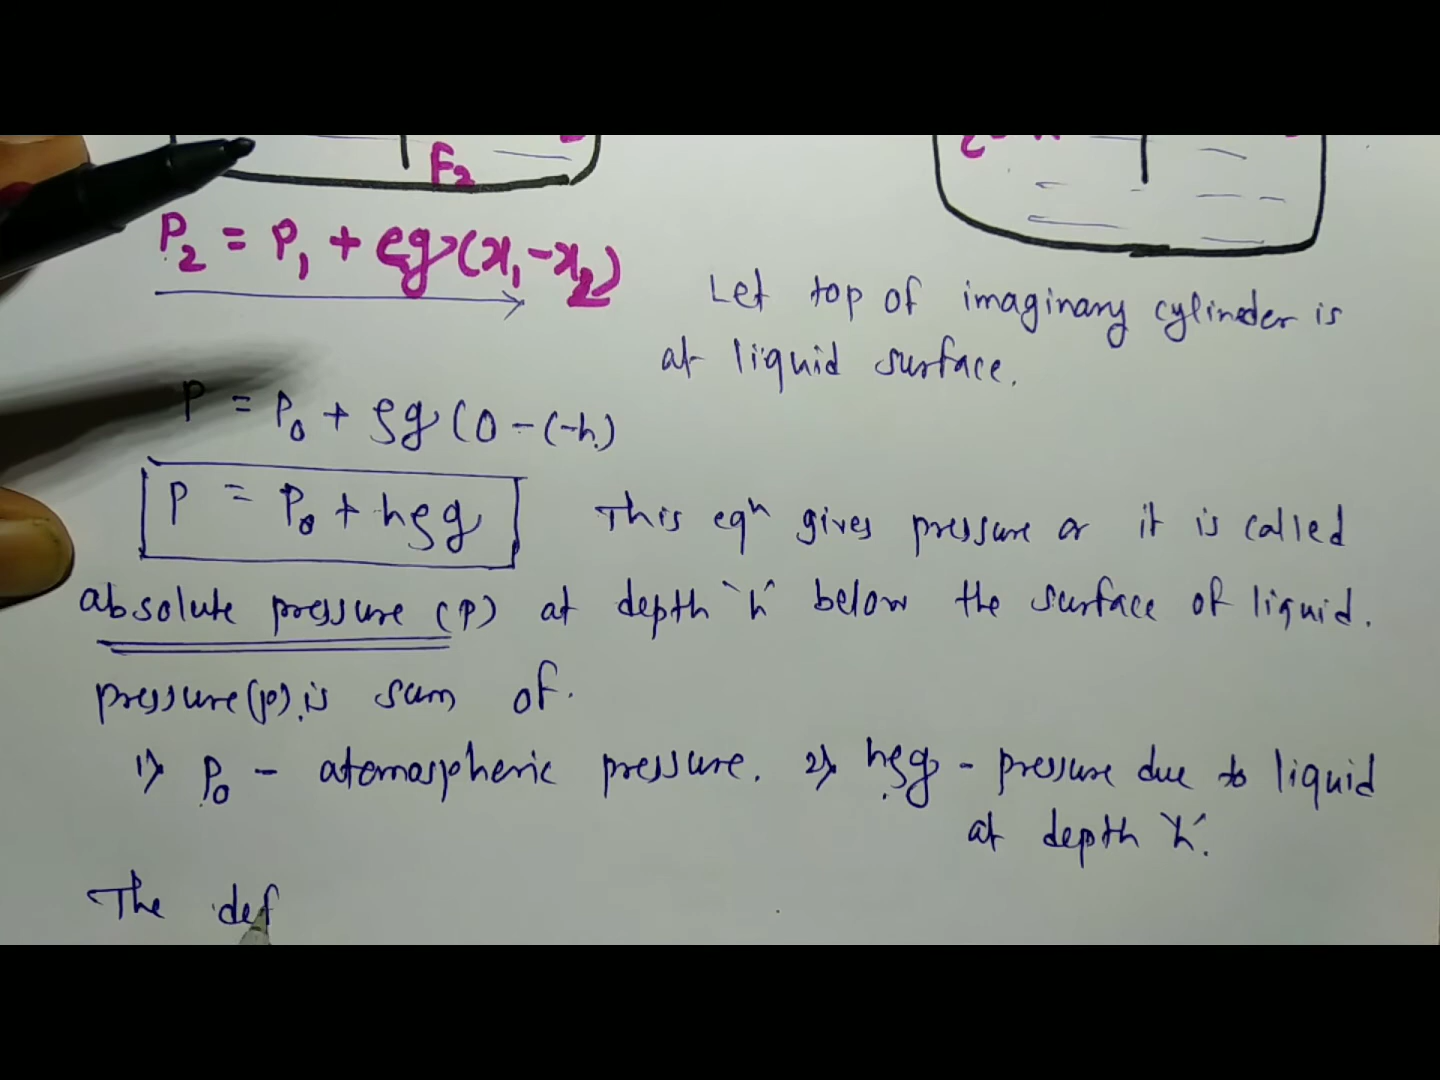 F₂
P₂ = P₁ + ρg(x₁-x₂)
Let top of imaginary cylinder is
at liquid surface.
P = P₀ + ρg (0-(-h)
P = P₀ + hρg
This eqⁿ gives pressure or it is called
absolute pressure (P) at depth `h´ below the surface of liquid.
pressure(p) is sum of.
1) P₀ - atomospheric pressure. 2) hρg - pressure due to liquid
at depth `h´.
The def